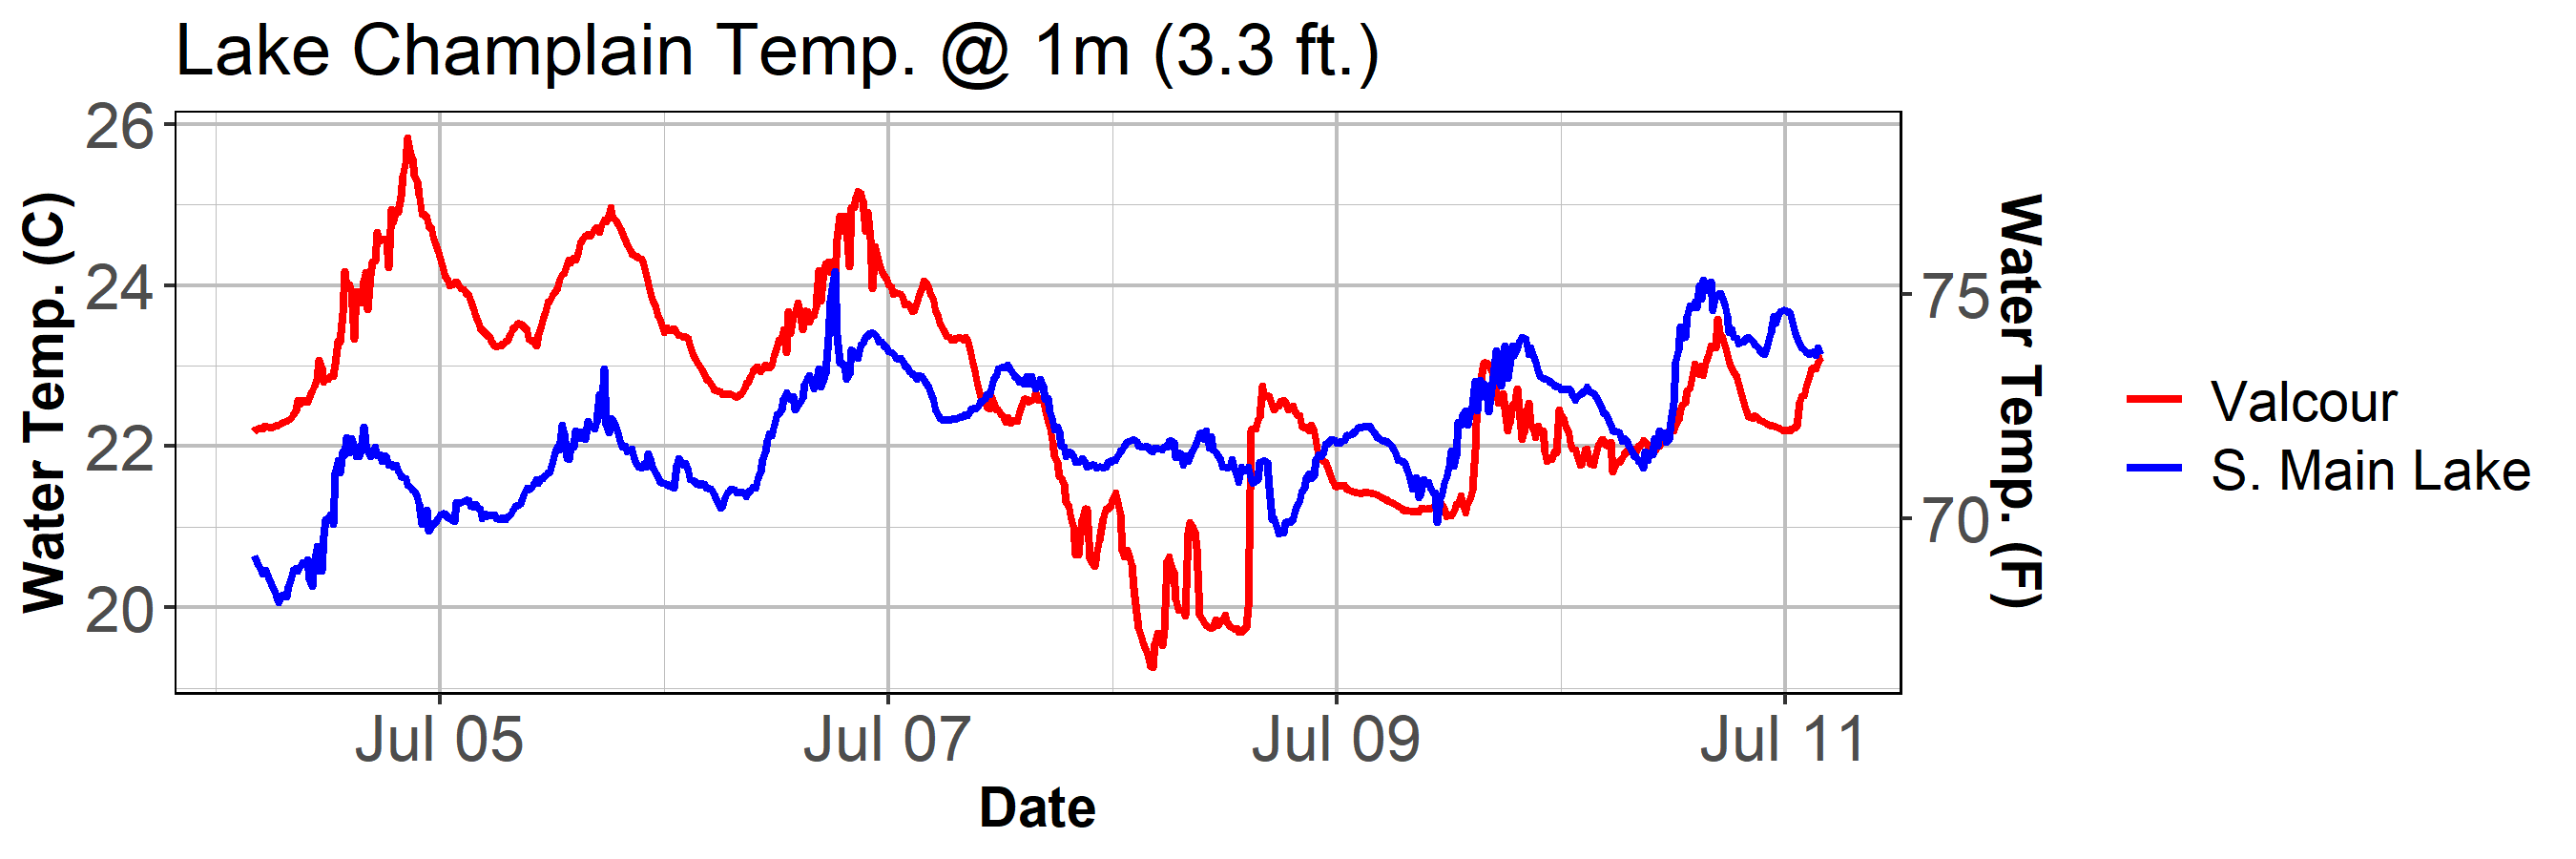 Lake Champlain Temp. @ 1m (3.3 ft.)
Water Temp. (C)
26
24
22
20
75
70
Water Temp. (F)
Jul 05 Jul 07 Jul 09 Jul 11
Date
Valcour
S. Main Lake